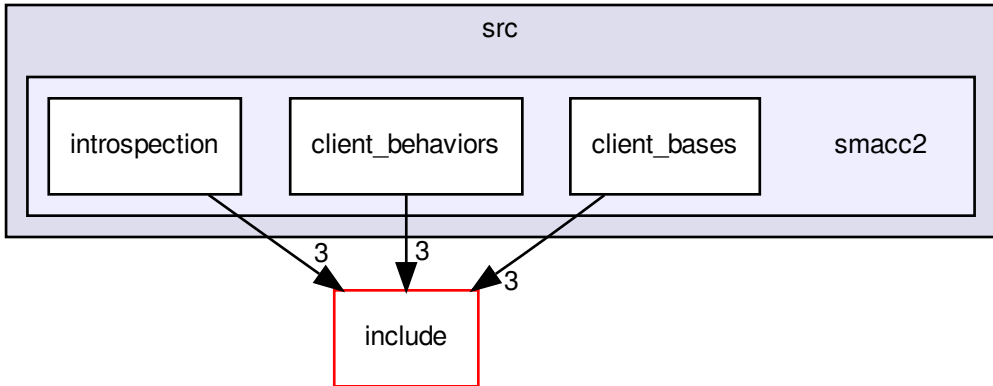 src
introspection
client_behaviors
client_bases
smacc2
3
3
3
include